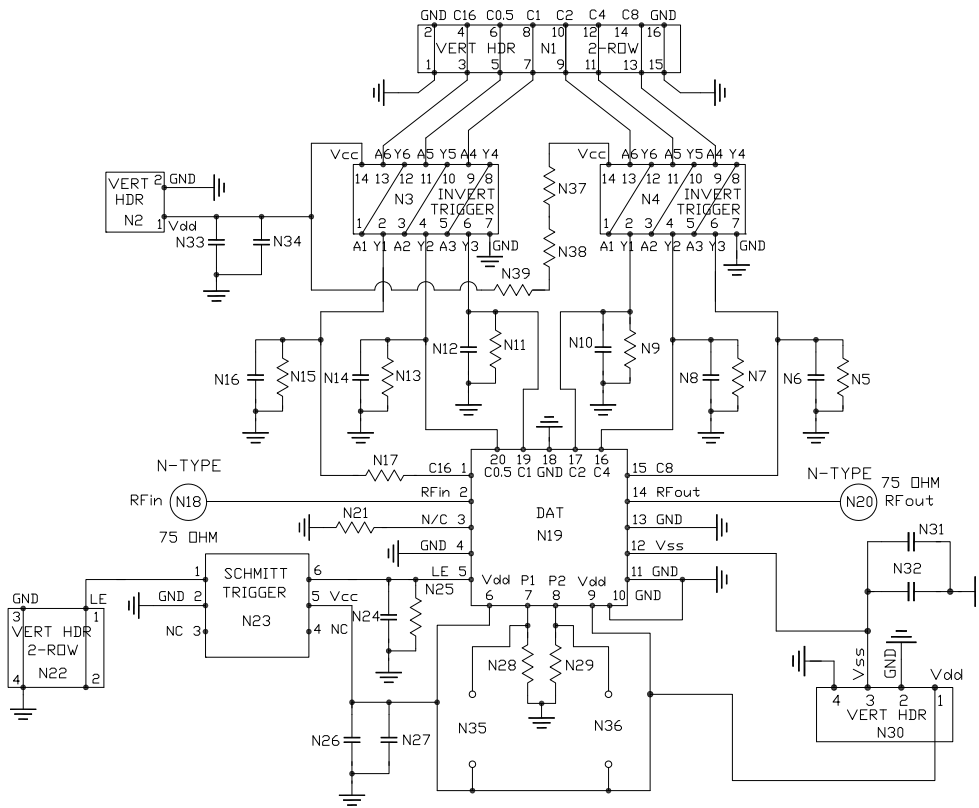 GND C16 C0.5 C1 C2 C4 C8 GND
2 4 6 8 10 12 14 16
VERT HDR N1 2-ROW
1 3 5 7 9 11 13 15
Vcc A6 Y6 A5 Y5 A4 Y4
14 13 12 11 10 9 8
N3 INVERT TRIGGER
1 2 3 4 5 6 7
A1 Y1 A2 Y2 A3 Y3 GND
Vcc A6 Y6 A5 Y5 A4 Y4
14 13 12 11 10 9 8
N4 INVERT TRIGGER
1 2 3 4 5 6 7
A1 Y1 A2 Y2 A3 Y3 GND
VERT HDR N2
2 GND
1 Vdd
N33 N34
N37
N38
N39
N16 N15 N14 N13 N12 N11 N10 N9 N8 N7 N6 N5
N17
20 19 18 17 16
C0.5 C1 GND C2 C4
C16 1
RFin 2
N/C 3
GND 4
LE 5
DAT
N19
15 C8
14 RFout
13 GND
12 Vss
11 GND
Vdd P1 P2 Vdd GND
6 7 8 9 10
N-TYPE
RFin N18
75 OHM
N-TYPE
75 OHM
N20 RFout
N21
N31
N32
SCHMITT
TRIGGER
N23
1
GND 2
NC 3
6
5 Vcc
4 NC
N24 N25
GND LE
3 1
VERT HDR
2-ROW
N22
4 2
N28 N29
N26 N27
N35 N36
Vss GND Vdd
4 3 2 1
VERT HDR
N30